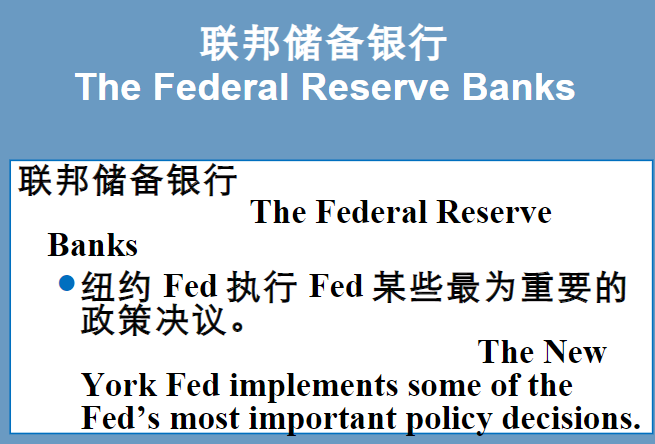 联邦储备银行
The Federal Reserve Banks
联邦储备银行
The Federal Reserve
Banks
●纽约 Fed 执行 Fed 某些最为重要的
政策决议。
The New
York Fed implements some of the
Fed’s most important policy decisions.